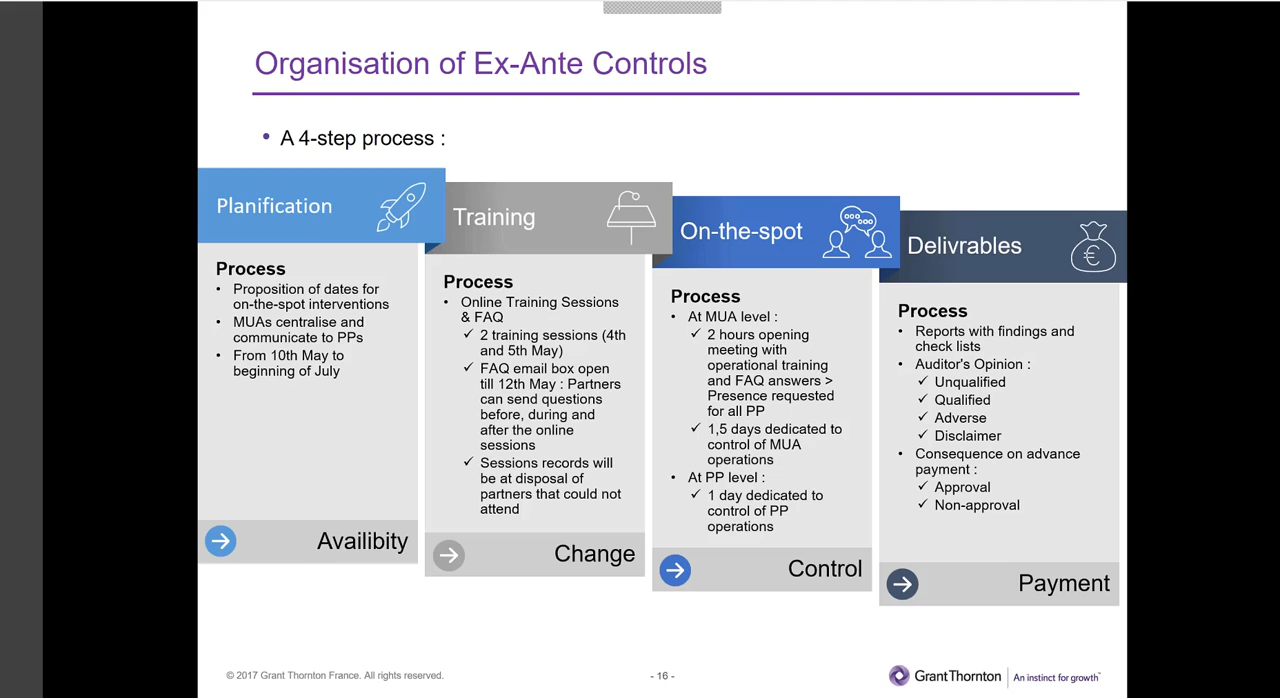 Organisation of Ex-Ante Controls
• A 4-step process :
Planification
Process
• Proposition of dates for
on-the-spot interventions
• MUAs centralise and
communicate to PPs
• From 10th May to
beginning of July
Availibity
Training
Process
• Online Training Sessions
& FAQ
✓ 2 training sessions (4th
and 5th May)
✓ FAQ email box open
till 12th May : Partners
can send questions
before, during and
after the online
sessions
✓ Sessions records will
be at disposal of
partners that could not
attend
Change
On-the-spot
Process
• At MUA level :
✓ 2 hours opening
meeting with
operational training
and FAQ answers >
Presence requested
for all PP
✓ 1,5 days dedicated to
control of MUA
operations
• At PP level :
✓ 1 day dedicated to
control of PP
operations
Control
Delivrables
€
Process
• Reports with findings and
check lists
• Auditor's Opinion :
✓ Unqualified
✓ Qualified
✓ Adverse
✓ Disclaimer
• Consequence on advance
payment :
✓ Approval
✓ Non-approval
Payment
© 2017 Grant Thornton France. All rights reserved.
- 16 -
GrantThornton
An instinct for growth™